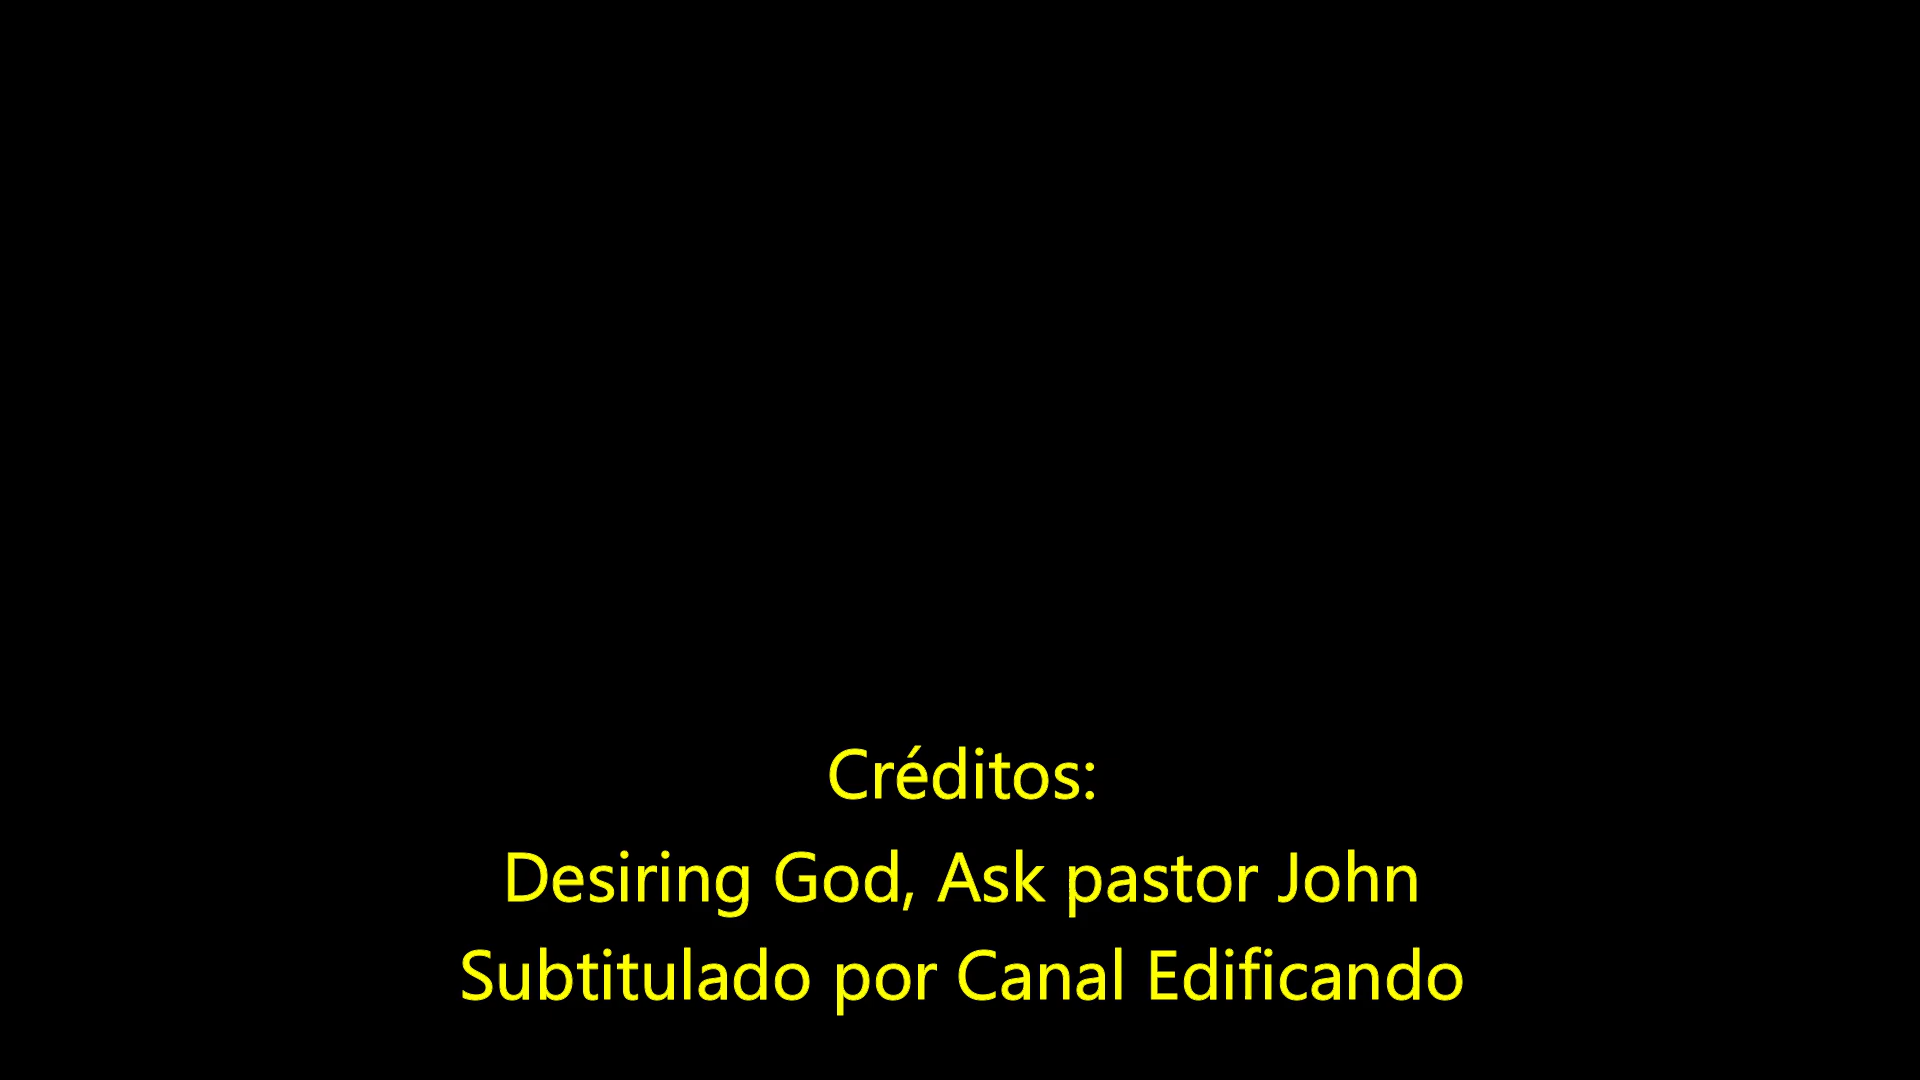 Créditos:
Desiring God, Ask pastor John
Subtitulado por Canal Edificando